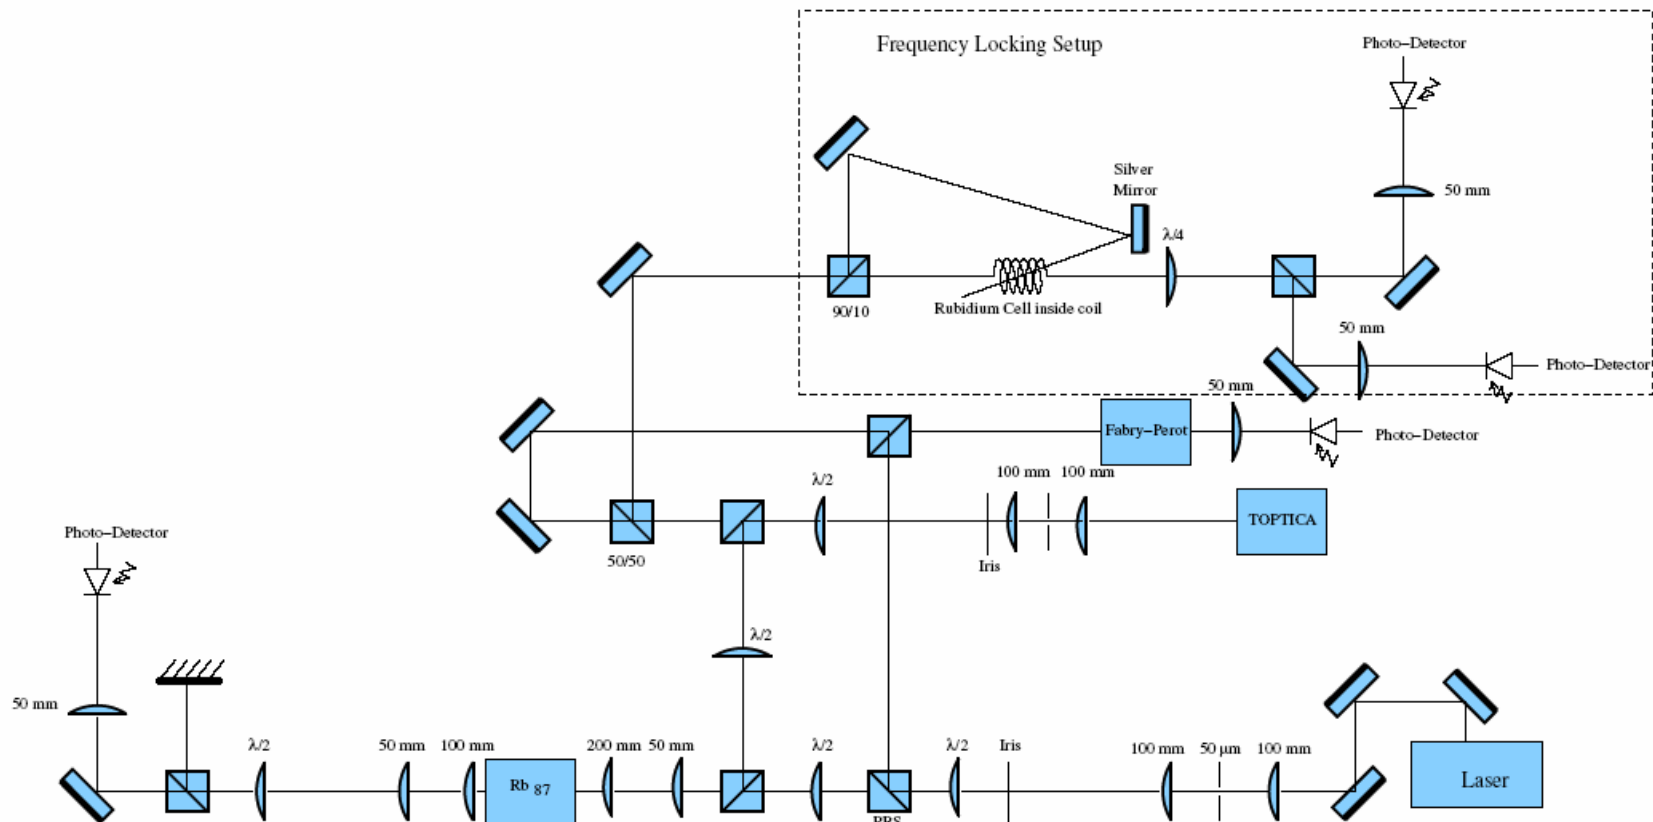 Frequency Locking Setup
Photo-Detector
Silver
Mirror
50 mm
λ/4
90/10
Rubidium Cell inside coil
50 mm
Photo-Detector
50 mm
Fabry-Perot
Photo-Detector
λ/2
100 mm
100 mm
TOPTICA
Photo-Detector
50/50
Iris
λ/2
50 mm
λ/2
50 mm
100 mm
200 mm
50 mm
λ/2
λ/2
Iris
100 mm
50 μm
100 mm
Rb 87
Laser
PBS